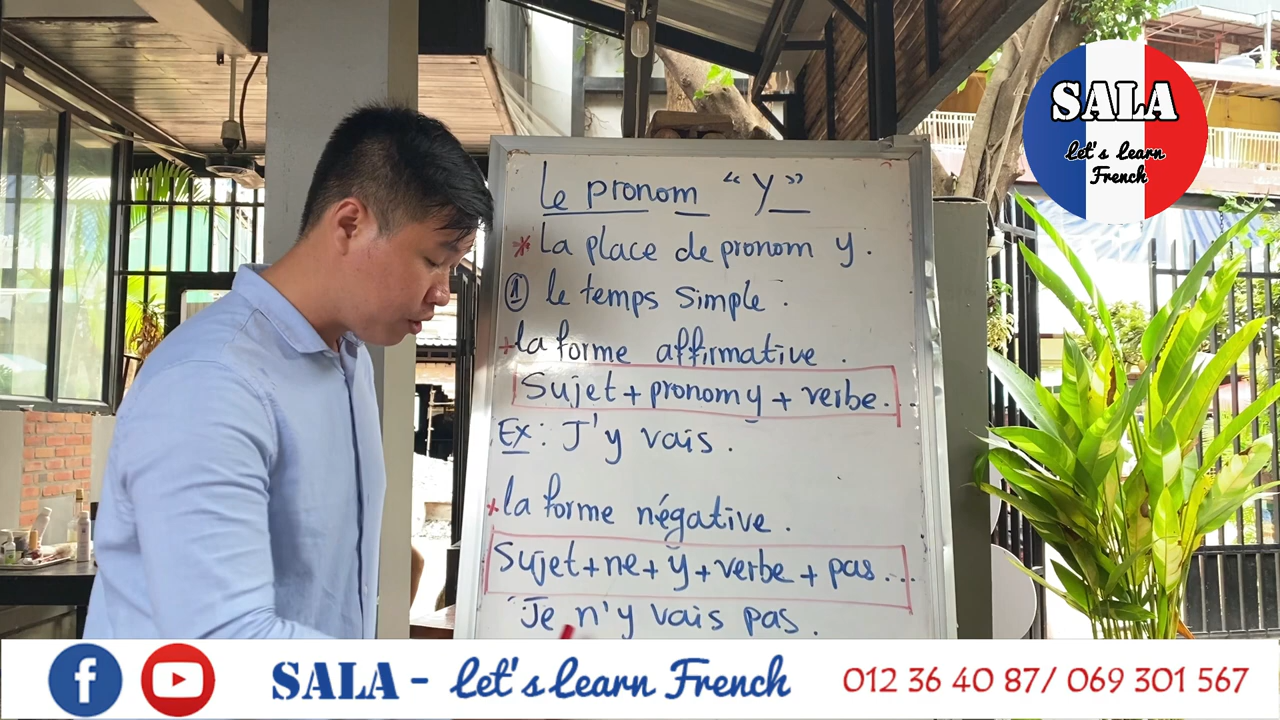 Le pronom “Y”
* La place de pronom y.
① le temps simple.
+ la forme affirmative.
Sujet + pronom y + verbe...
Ex: J'y vais.
* la forme négative.
Sujet + ne + y + verbe + pas...
Je n'y vais pas.
SALA
Let's Learn
French
SALA - Let's Learn French
012 36 40 87/ 069 301 567